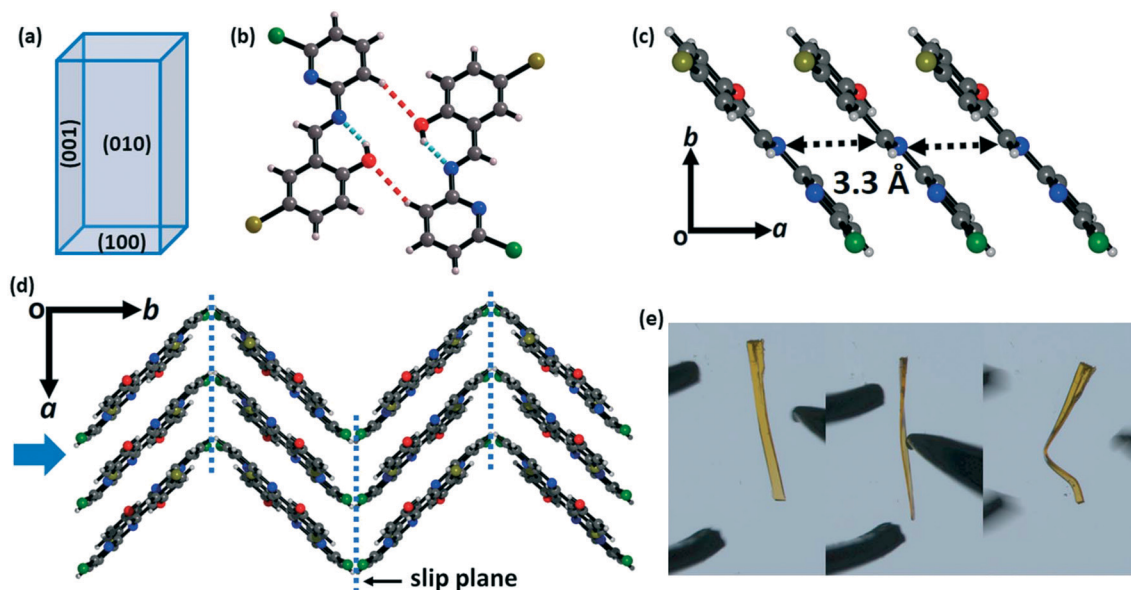 (a)
(001)
(010)
(100)
(b)
(c)
b
o
a
3.3 Å
(d)
o
b
a
slip plane
(e)